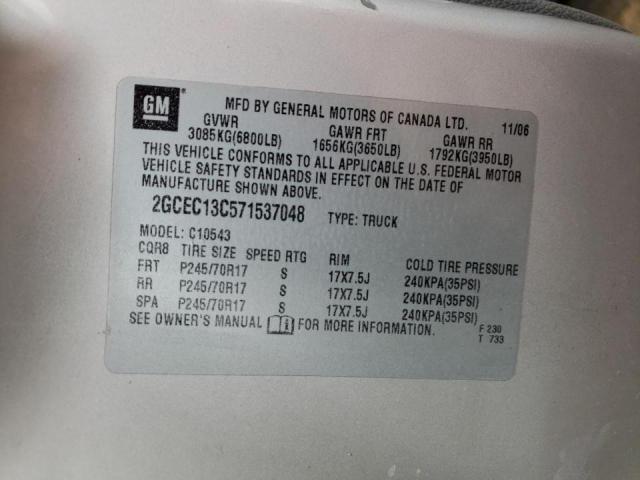 GM
MFD BY GENERAL MOTORS OF CANADA LTD. 11/06
GVWR GAWR FRT GAWR RR
3085KG(6800LB) 1656KG(3650LB) 1792KG(3950LB)
THIS VEHICLE CONFORMS TO ALL APPLICABLE U.S. FEDERAL MOTOR
VEHICLE SAFETY STANDARDS IN EFFECT ON THE DATE OF
MANUFACTURE SHOWN ABOVE.
2GCEC13C571537048 TYPE: TRUCK
MODEL: C10543
CQR8 TIRE SIZE SPEED RTG RIM COLD TIRE PRESSURE
FRT P245/70R17 S 17X7.5J 240KPA(35PSI)
RR P245/70R17 S 17X7.5J 240KPA(35PSI)
SPA P245/70R17 S 17X7.5J 240KPA(35PSI)
SEE OWNER'S MANUAL FOR MORE INFORMATION. F 230
T 733